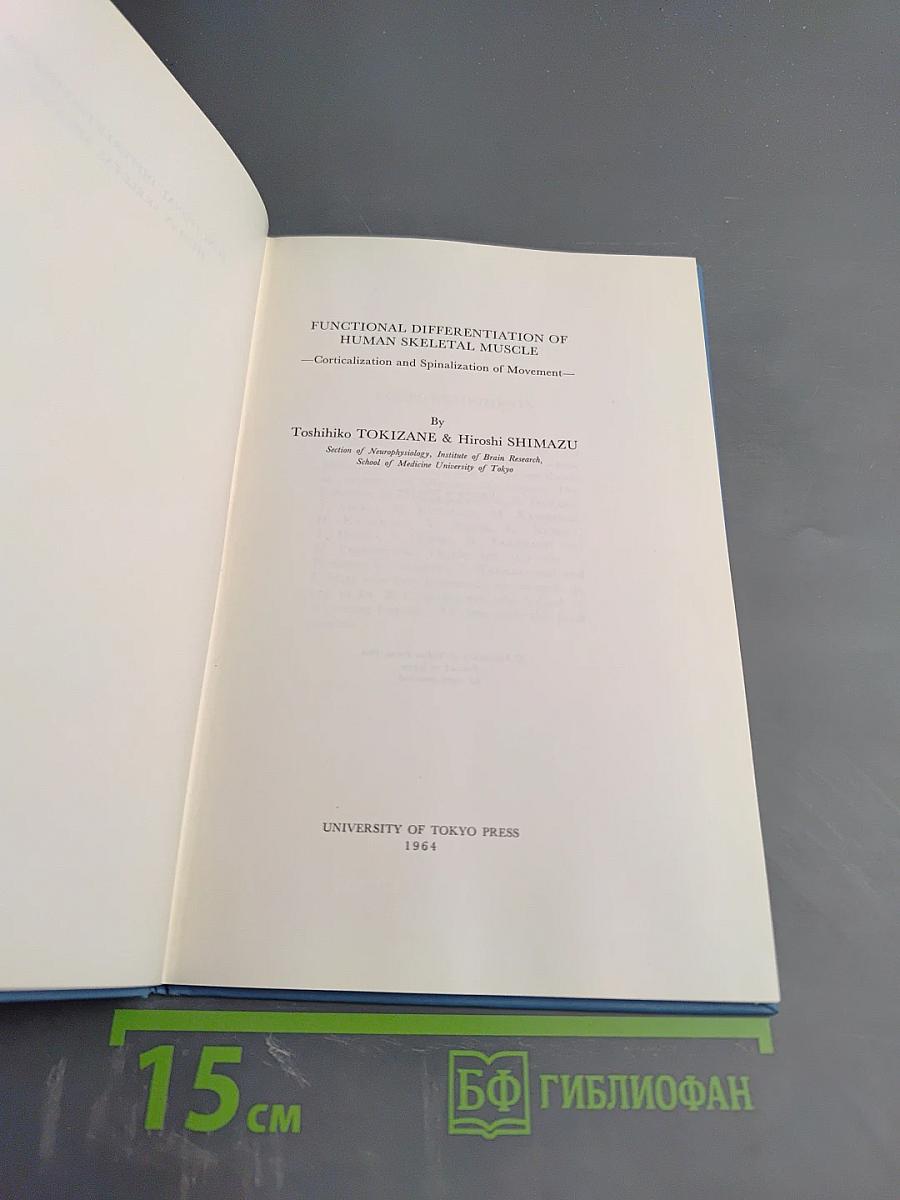 FUNCTIONAL DIFFERENTIATION OF
HUMAN SKELETAL MUSCLE
—Corticalization and Spinalization of Movement—
By
Toshihiko TOKIZANE & Hiroshi SHIMAZU
Section of Neurophysiology, Institute of Brain Research,
School of Medicine University of Tokyo
UNIVERSITY OF TOKYO PRESS
1964
15 СМ
БФ ГИБЛИОФАН